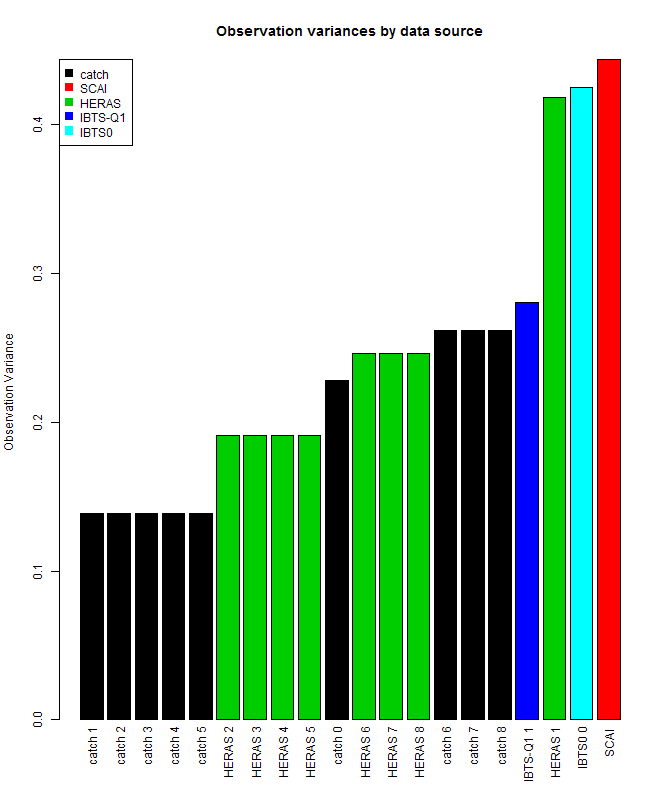 Observation variances by data source
catch
SCAI
HERAS
IBTS-Q1
IBTS0
Observation Variance
0.4
0.3
0.2
0.1
0.0
catch 1
catch 2
catch 3
catch 4
catch 5
HERAS 2
HERAS 3
HERAS 4
HERAS 5
catch 0
HERAS 6
HERAS 7
HERAS 8
catch 6
catch 7
catch 8
IBTS-Q1 1
HERAS 1
IBTS0 0
SCAI